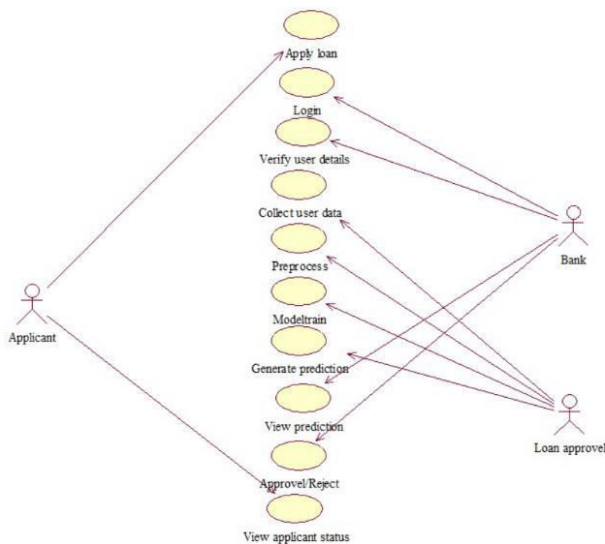 Apply loan
Login
Verify user details
Collect user data
Preprocess
Bank
Modeltrain
Applicant
Generate prediction
View prediction
Loan approvel
Approvel/Reject
View applicant status